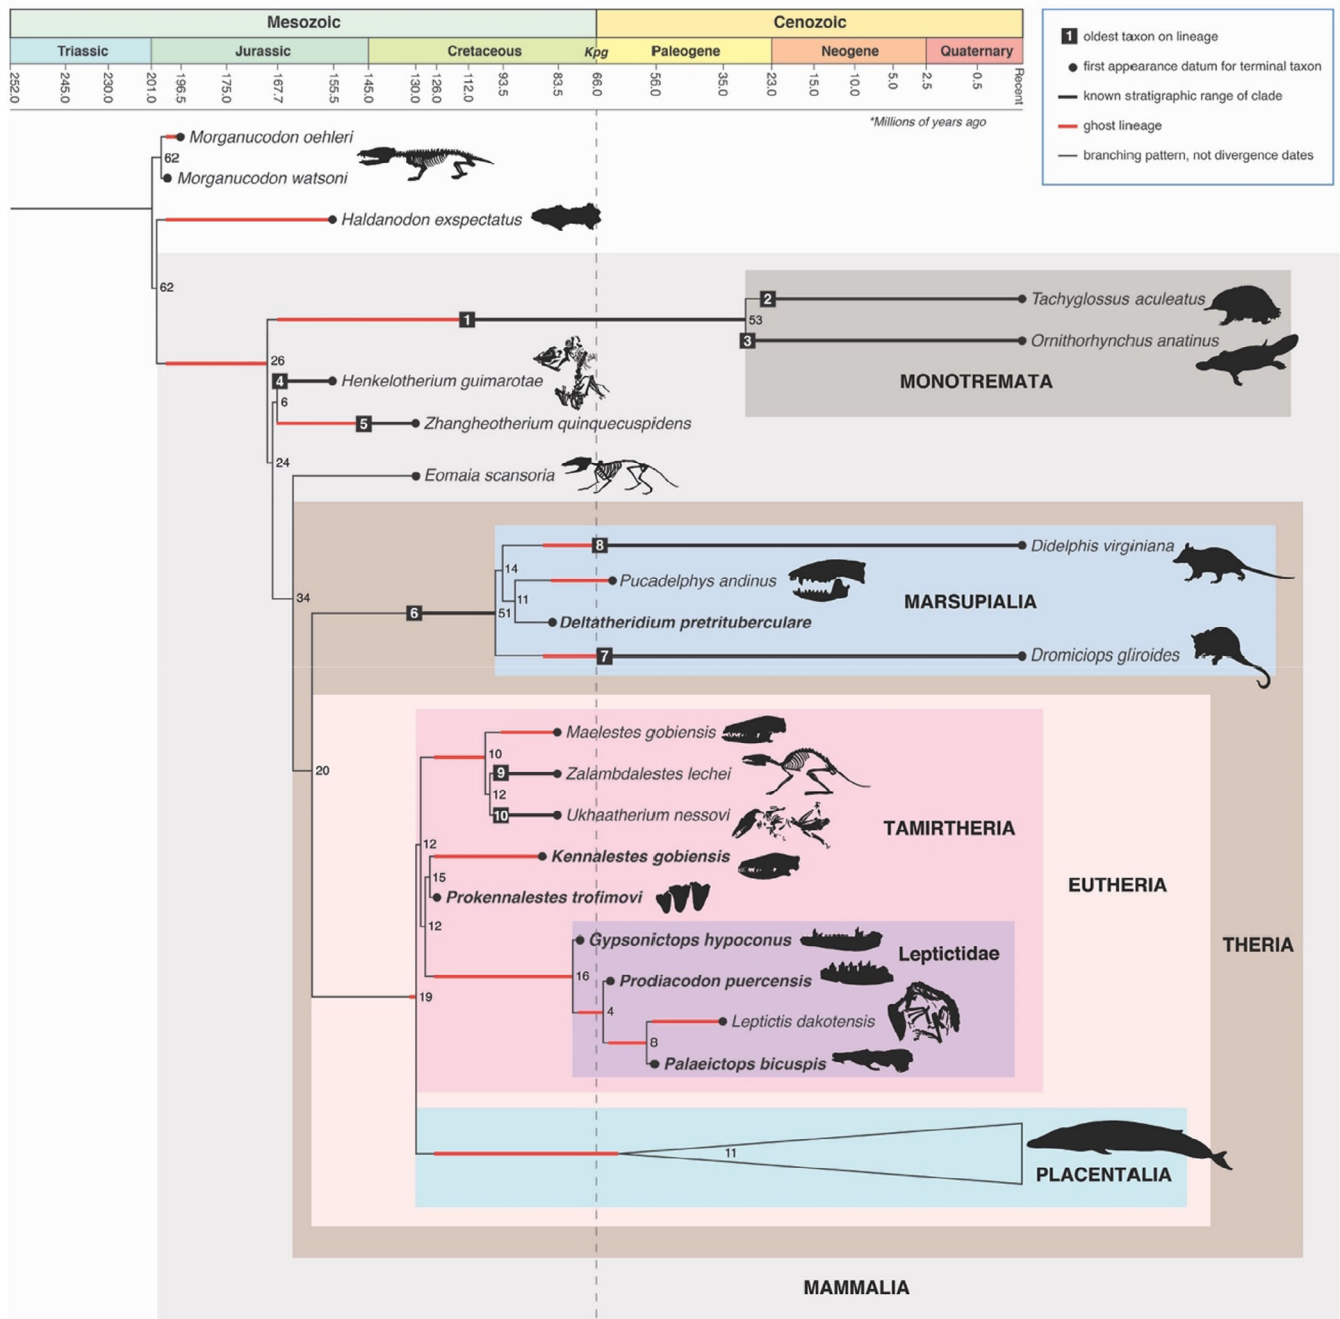 Mesozoic Cenozoic
Triassic Jurassic Cretaceous Kpg Paleogene Neogene Quaternary
252.0 245.0 230.0 201.0 196.5 175.0 157.7 155.5 145.0 130.0 126.0 112.0 93.5 83.5 66.0 55.0 35.0 23.0 15.0 10.0 5.0 2.5 0.5 Recent
*Millions of years ago
1 oldest taxon on lineage
first appearance datum for terminal taxon
known stratigraphic range of clade
ghost lineage
branching pattern, not divergence dates
Morganucodon oehleri
62
Morganucodon watsoni
Haldanodon exspectatus
62
2 Tachyglossus aculeatus
1
53
3 Ornithorhynchus anatinus
26
4 Henkelotherium guimarotae
MONOTREMATA
6
5 Zhangheotherium quinquecuspidens
24
Eomaia scansoria
8 Didelphis virginiana
14
Pucadelphys andinus
34
11
MARSUPIALIA
6
51
Deltatheridium pretrituberculare
7 Dromiciops gliroides
Maelestes gobiensis
10
20
9 Zalambdalestes lechei
12
10 Ukhaatherium nessovi
TAMIRTHERIA
12
Kennalestes gobiensis
15
EUTHERIA
Prokennalestes trofimovi
12
Gypsonictops hypoconus
Leptictidae
THERIA
16
Prodiacodon puercensis
19
4
Leptictis dakotensis
8
Palaeictops bicuspis
11
PLACENTALIA
MAMMALIA